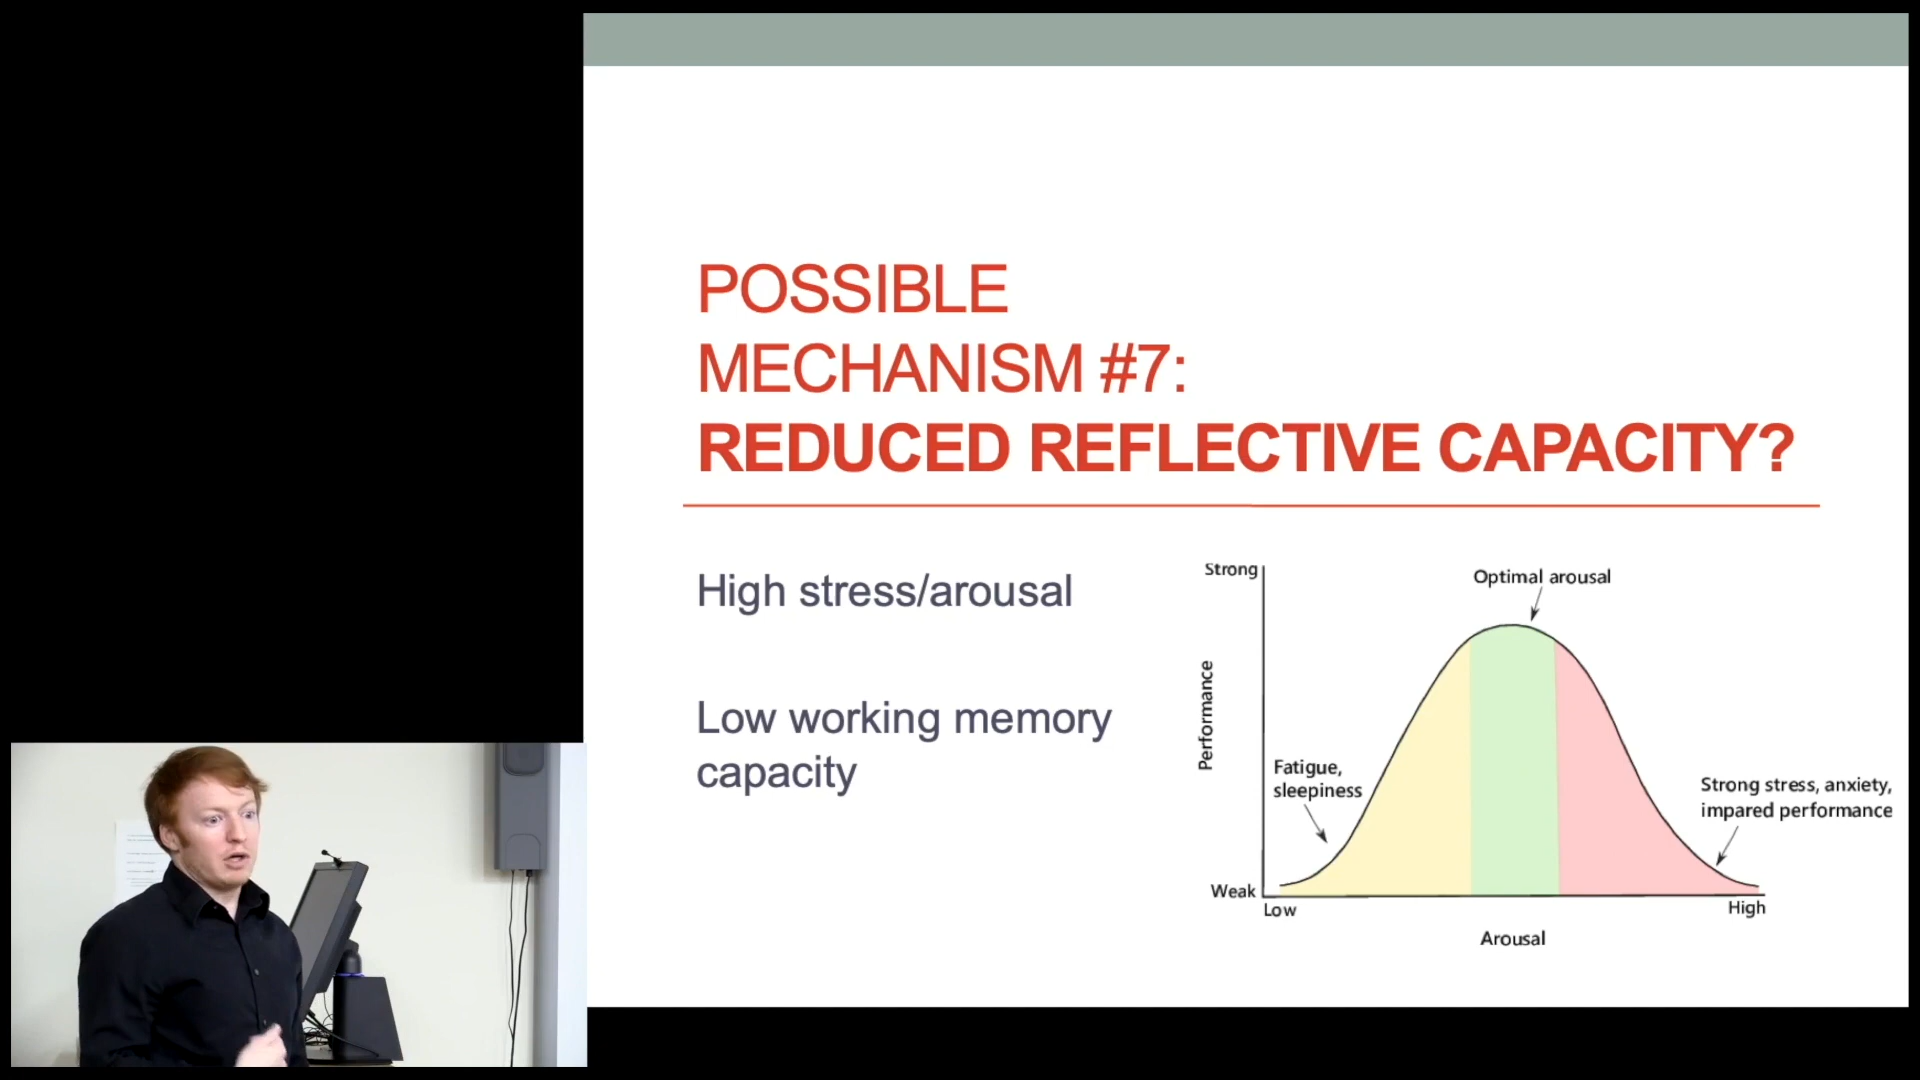 POSSIBLE
MECHANISM #7:
REDUCED REFLECTIVE CAPACITY?
High stress/arousal
Low working memory
capacity
Strong
Optimal arousal
Performance
Fatigue,
sleepiness
Strong stress, anxiety,
impared performance
Weak
Low
High
Arousal